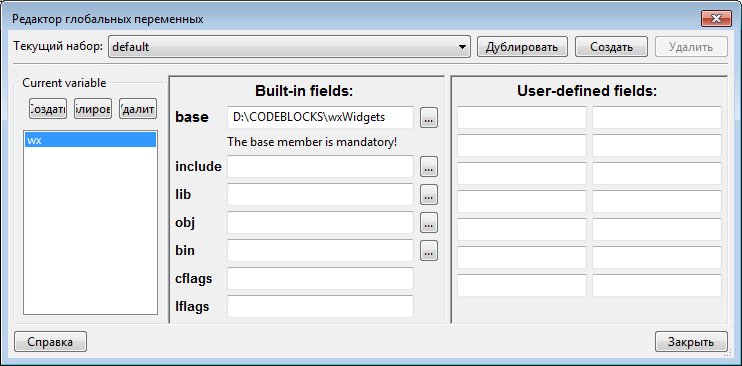 Редактор глобальных переменных
Текущий набор: default Дублировать Создать Удалить
Current variable
Создать блиров Удалит
wx
Built-in fields:
base D:\CODEBLOCKS\wxWidgets ...
The base member is mandatory!
include ...
lib ...
obj ...
bin ...
cflags
lflags
User-defined fields:
Справка Закрыть